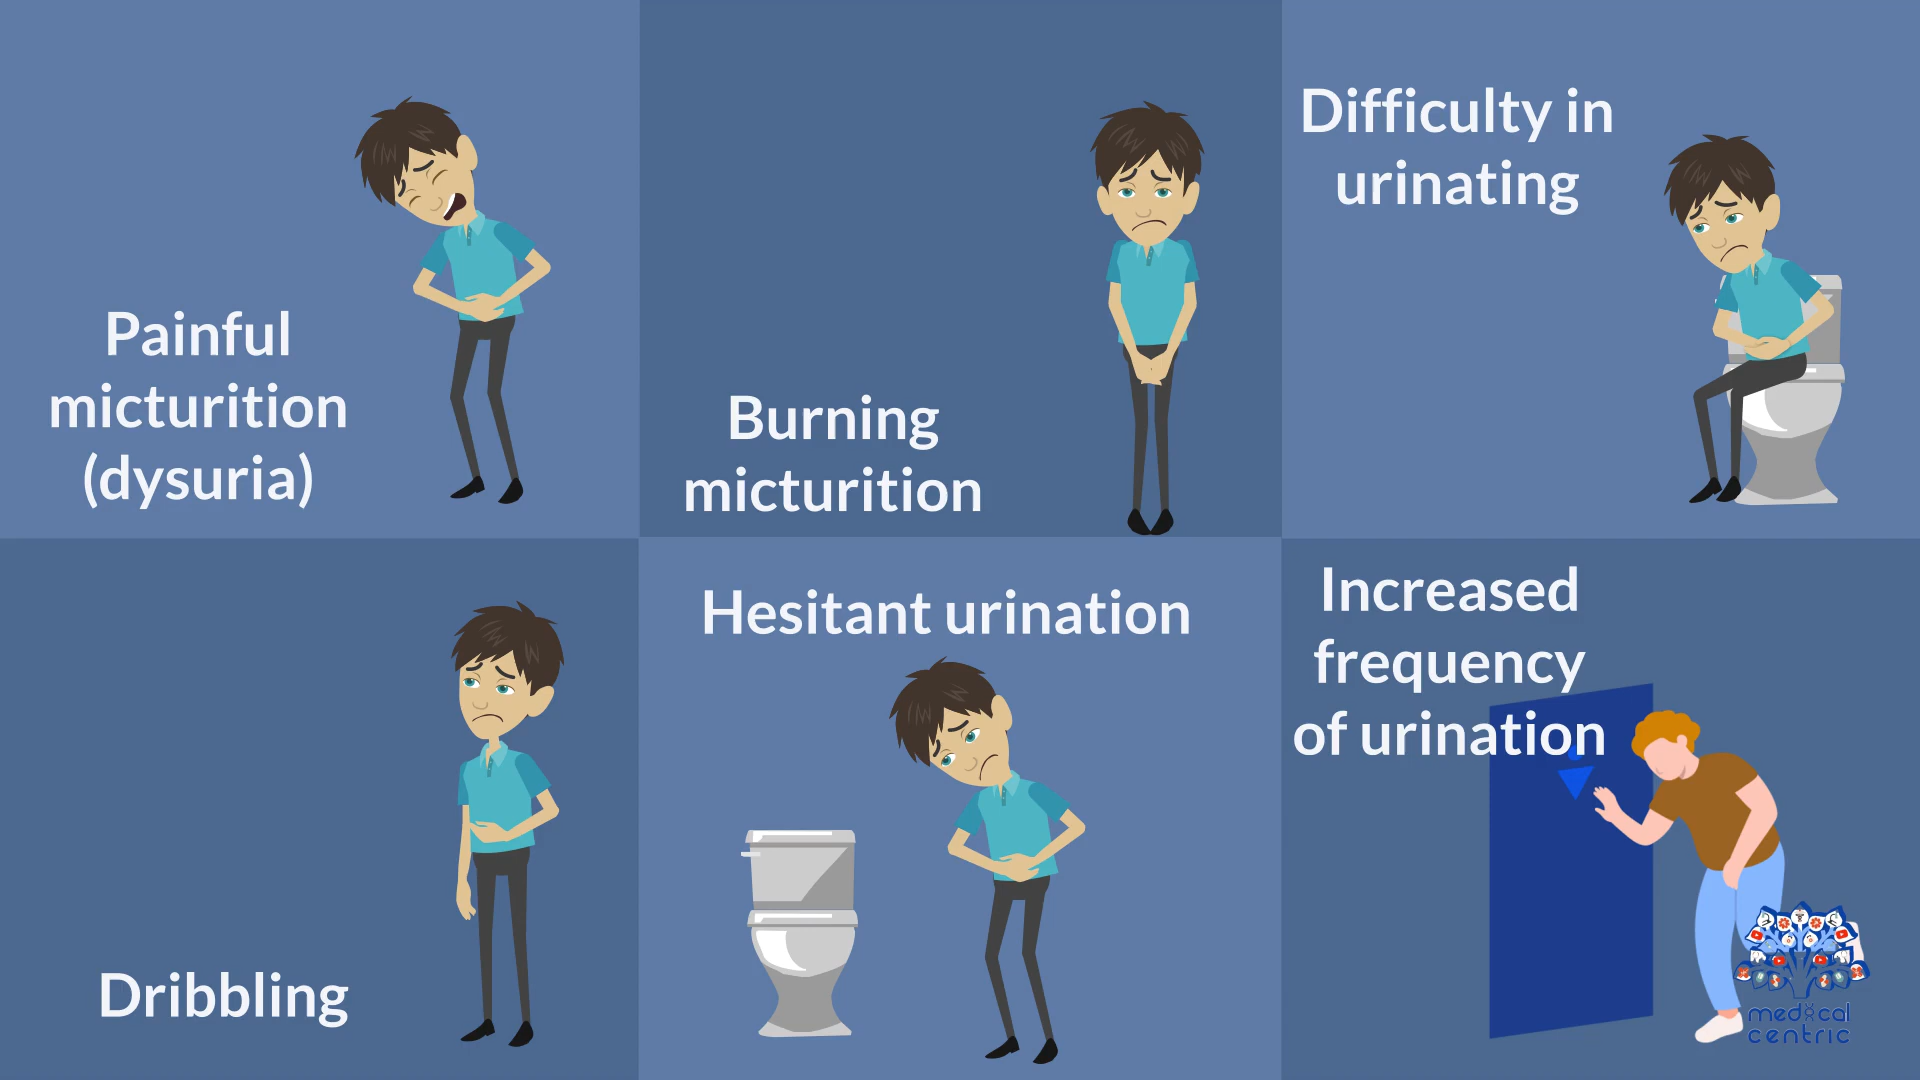 Painful
micturition
(dysuria)
Burning
micturition
Difficulty in
urinating
Dribbling
Hesitant urination
Increased
frequency
of urination
medical
centric